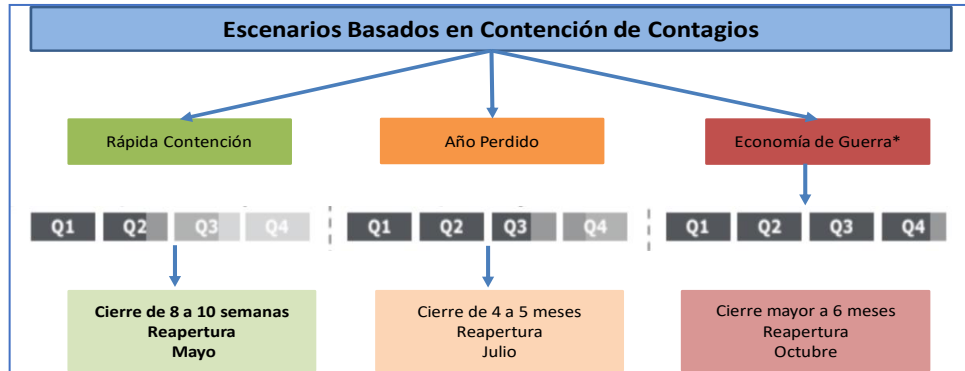 Escenarios Basados en Contención de Contagios
Rápida Contención
Año Perdido
Economía de Guerra*
Q1 Q2 Q3 Q4
Q1 Q2 Q3 Q4
Q1 Q2 Q3 Q4
Cierre de 8 a 10 semanas
Reapertura
Mayo
Cierre de 4 a 5 meses
Reapertura
Julio
Cierre mayor a 6 meses
Reapertura
Octubre